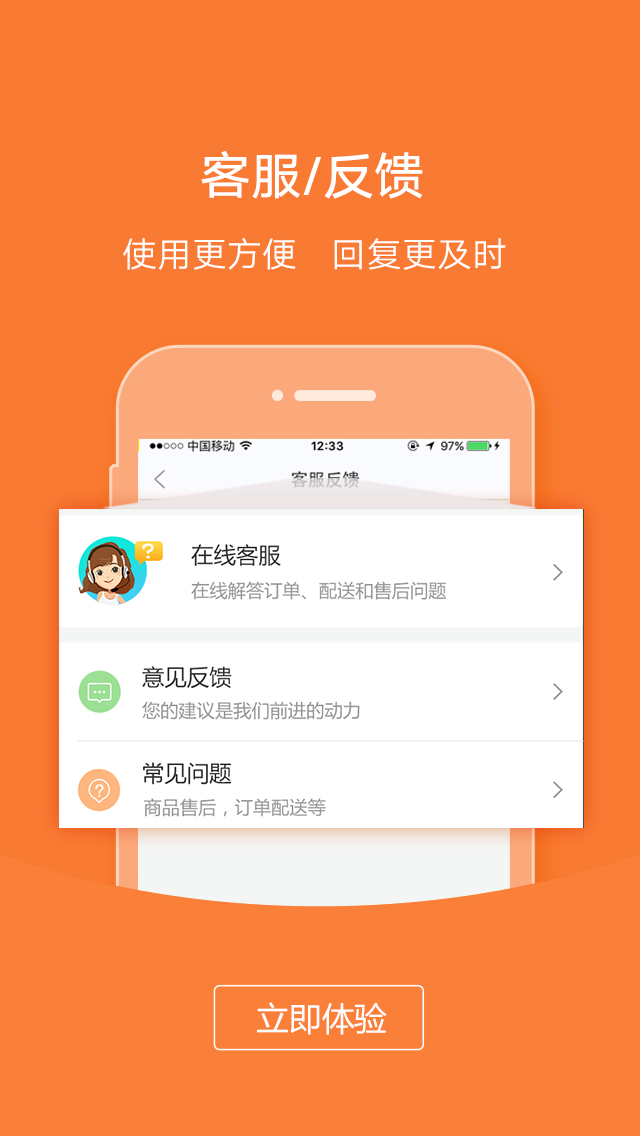 客服/反馈
使用更方便 回复更及时
中国移动 12:33 97%
客服反馈
?
在线客服
在线解答订单、配送和售后问题
意见反馈
您的建议是我们前进的动力
?
常见问题
商品售后，订单配送等
立即体验